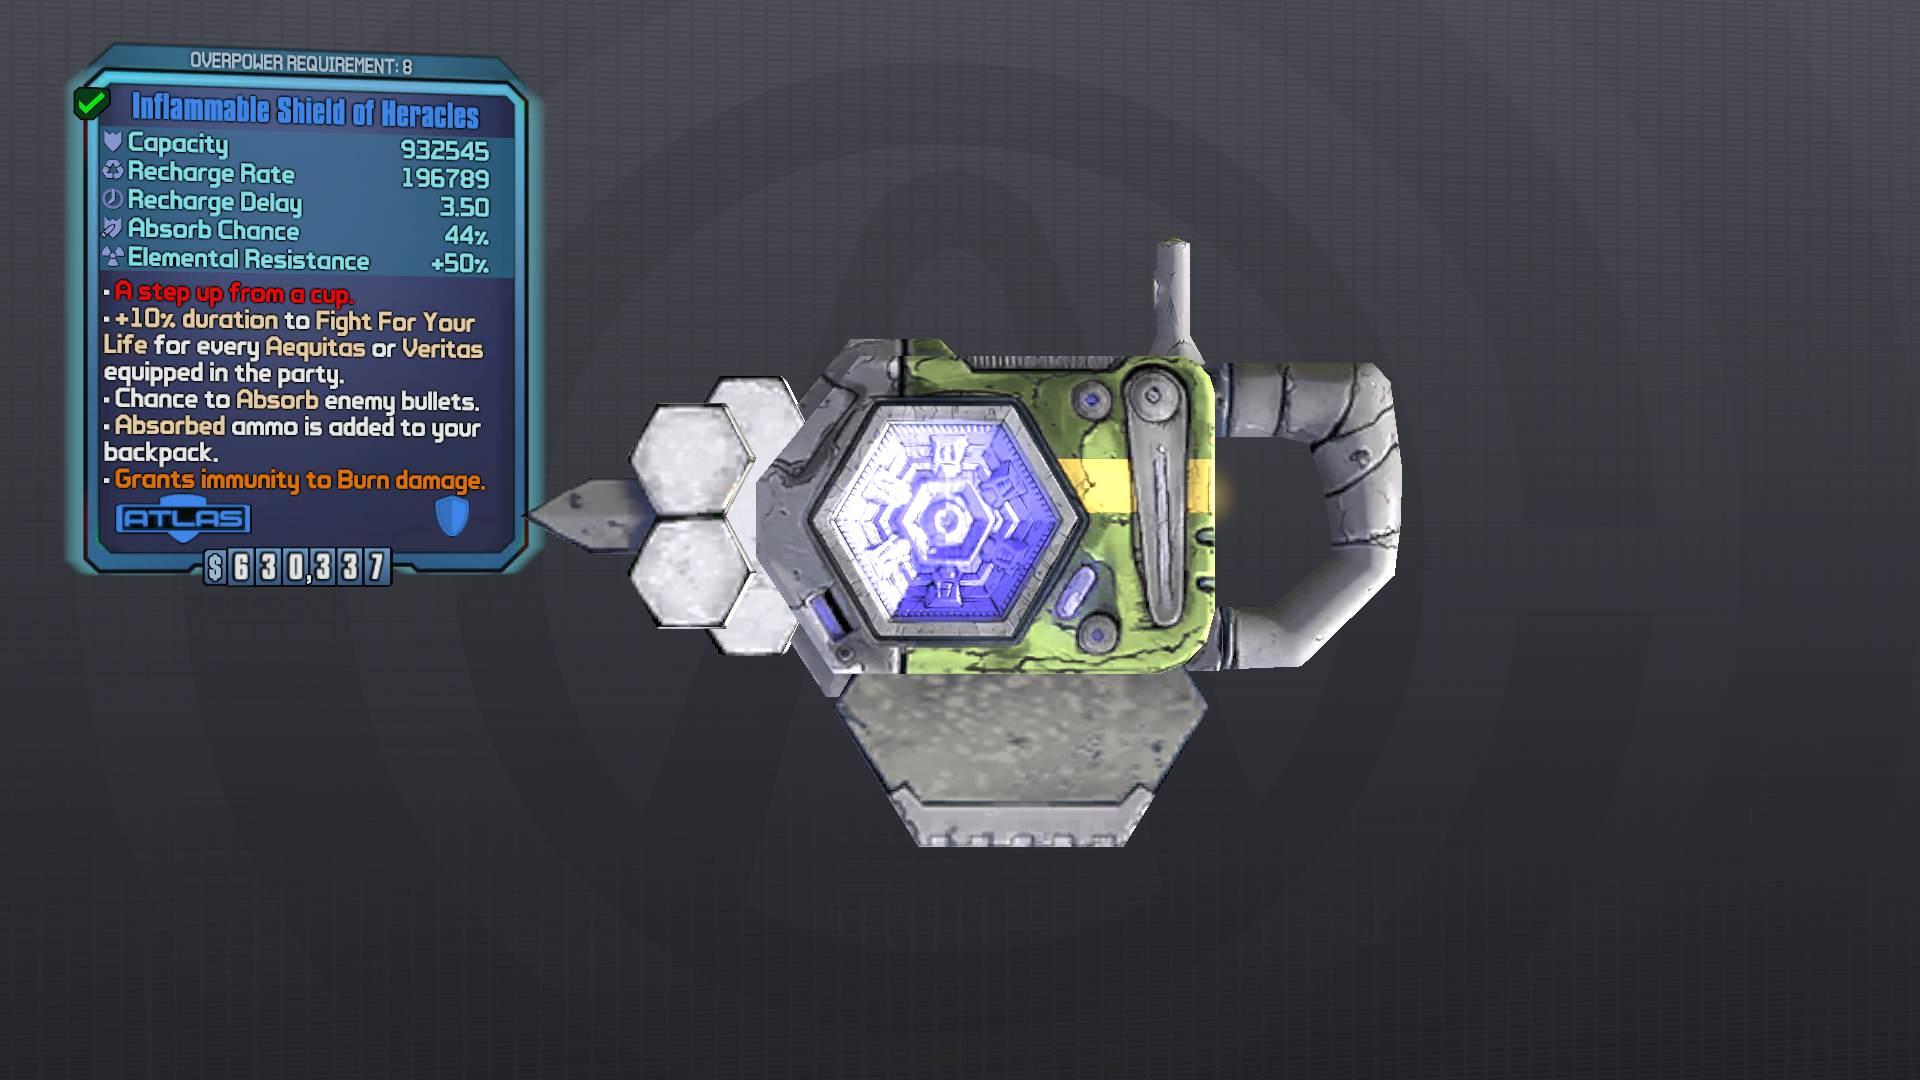 OVERPOWER REQUIREMENT: 8
Inflammable Shield of Heracles
Capacity 932545
Recharge Rate 196789
Recharge Delay 3.50
Absorb Chance 44%
Elemental Resistance +50%
• A step up from a cup.
• +10% duration to Fight For Your
Life for every Aequitas or Veritas
equipped in the party.
• Chance to Absorb enemy bullets.
• Absorbed ammo is added to your
backpack.
• Grants immunity to Burn damage.
ATLAS
$630,337